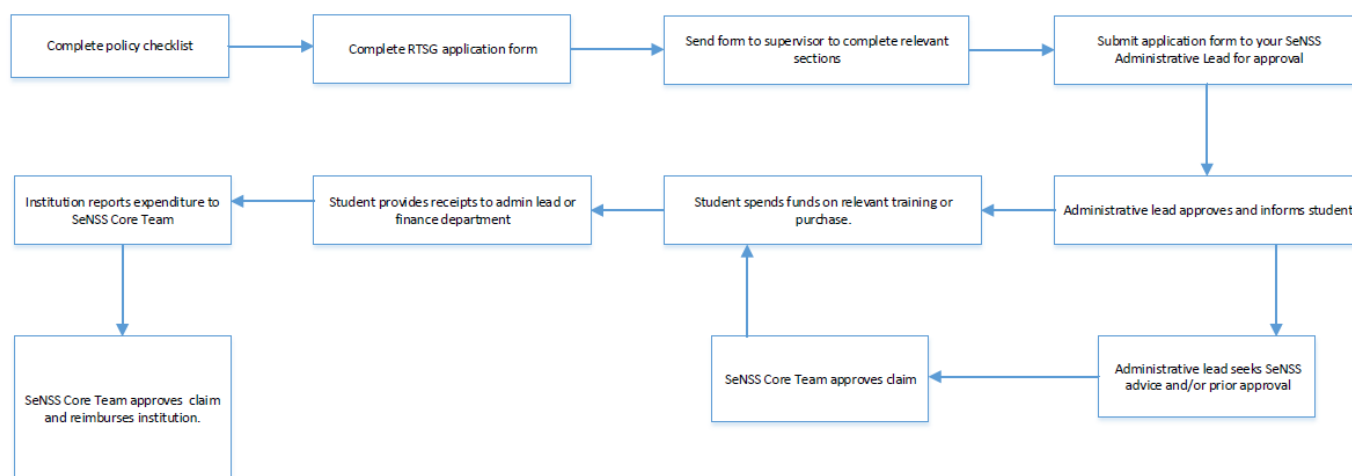 Complete policy checklist
Complete RTSG application form
Send form to supervisor to complete relevant
sections
Submit application form to your SeNSS
Administrative Lead for approval
Institution reports expenditure to
SeNSS Core Team
Student provides receipts to admin lead or
finance department
Student spends funds on relevant training or
purchase.
Administrative lead approves and informs student
SeNSS Core Team approves claim
and reimburses institution.
SeNSS Core Team approves claim
Administrative lead seeks SeNSS
advice and/or prior approval